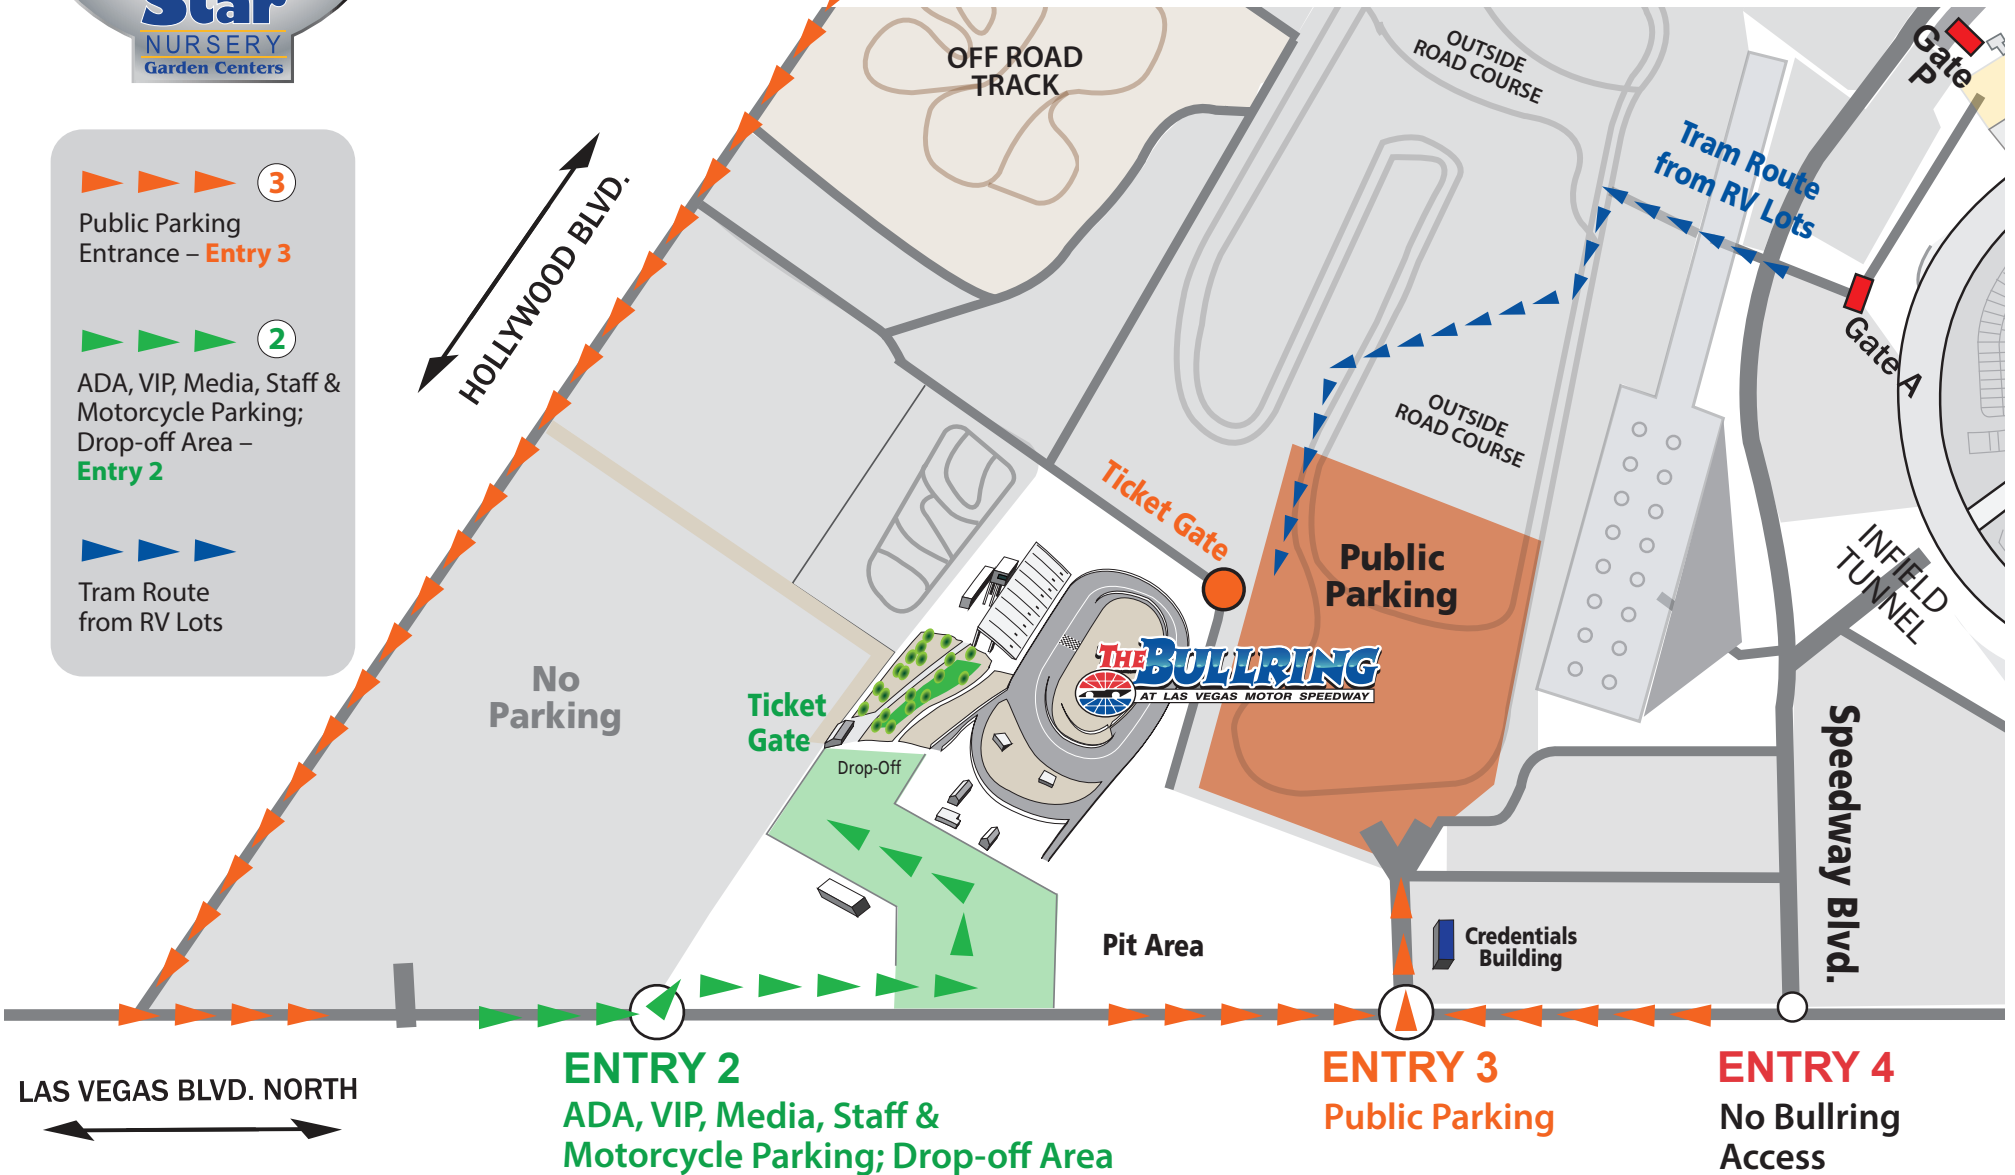 Star
NURSERY
Garden Centers
3
Public Parking
Entrance – Entry 3
2
ADA, VIP, Media, Staff &
Motorcycle Parking;
Drop-off Area –
Entry 2
Tram Route
from RV Lots
HOLLYWOOD BLVD.
OFF ROAD
TRACK
OUTSIDE
ROAD COURSE
Gate
P
Tram Route
from RV Lots
Gate A
OUTSIDE
ROAD COURSE
Ticket Gate
Public
Parking
INFIELD
TUNNEL
THE BULLRING
AT LAS VEGAS MOTOR SPEEDWAY
No
Parking
Ticket
Gate
Drop-Off
Speedway Blvd.
Pit Area
Credentials
Building
LAS VEGAS BLVD. NORTH
ENTRY 2
ADA, VIP, Media, Staff &
Motorcycle Parking; Drop-off Area
ENTRY 3
Public Parking
ENTRY 4
No Bullring
Access